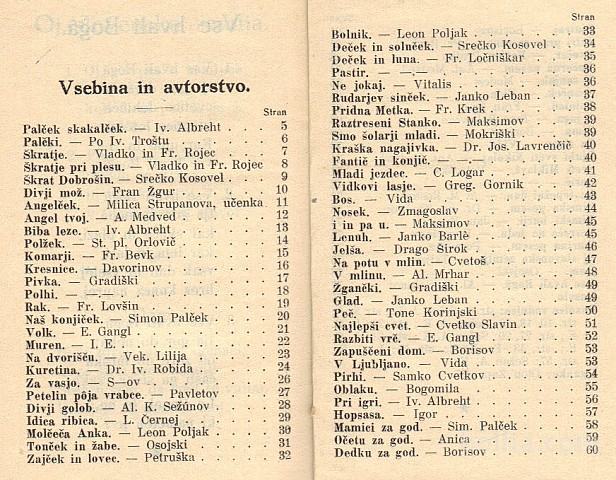 Vsebina in avtorstvo.
Stran
Palček skakalček. — Iv. Albreht . . . 5
Palčki. — Po Iv. Troštu . . . . . 6
Škratje. — Vladko in Fr. Rojec . . . 7
Škratje pri plesu. — Vladko in Fr. Rojec 8
Škrat Dobrošin. — Srečko Kosovel . . 9
Divji mož. — Fran Žgur . . . . . 10
Angelček. — Milica Strupanova, učenka 11
Angel tvoj. — A. Medved . . . . 12
Biba leze. — Iv. Albreht . . . . . 13
Polžek. — St. pl. Orlovič . . . . . 14
Komarji. — Fr. Bevk . . . . . . 15
Kresnice. — Davorinov . . . . . 16
Pivka. — Gradiški . . . . . . . 17
Polhi. — —.— . . . . . . . . 18
Rak. — Fr. Lovšin . . . . . . . 19
Naš konjiček. — Simon Palček . . . 20
Volk. — E. Gangl . . . . . . . 21
Muren. — I. E. . . . . . . . . 22
Na dvorišču. — Vek. Lilija . . . . 23
Kuretina. — Dr. Iv. Robida . . . . 24
Za vasjo. — S—ov . . . . . . . 26
Petelin pôja vrabce. — Pavletov . . . 27
Divji golob. — Al. K. Sežúnov . . . 28
Idica ribica. — L. Černej . . . . . 29
Molčeča Anka. — Leon Poljak . . . 30
Tonček in žabe. — Osojski . . . . 31
Zajček in lovec. — Petruška . . . . 32
Stran
Bolnik. — Leon Poljak . . . . . 33
Deček in solnček. — Srečko Kosovel . 34
Deček in luna. — Fr. Ločniškar . . . 35
Pastir. — —.— . . . . . . . . 36
Ne jokaj. — Vitalis . . . . . . . 36
Rudarjev sinček. — Janko Leban . . 37
Pridna Metka. — Fr. Krek . . . . 38
Raztreseni Stanko. — Maksimov . . . 39
Smo šolarji mladi. — Mokriški . . . 39
Kraška nagajivka. — Dr. Jos. Lavrenčič 40
Fantič in konjič. — —.— . . . . . 40
Mladi jezdec. — C. Logar . . . . . 41
Vidkovi lasje. — Greg. Gornik . . . 42
Bos. — Vida . . . . . . . . . 43
Nosek. — Zmagoslav . . . . . . 44
i in pa u. — Maksimov . . . . . 45
Lenuh. — Janko Barlè . . . . . . 45
Jelša. — Drago Širok . . . . . . 46
Na potu v mlin. — Cvetoš . . . . 47
V mlinu. — Al. Mrhar . . . . . . 48
Žgančki. — Gradiški . . . . . . 49
Glad. — Janko Leban . . . . . . 49
Peč. — Tone Korinjski . . . . . . 50
Najlepši cvet. — Cvetko Slavin . . . 51
Razbiti vrč. — E. Gangl . . . . . 52
Zapuščeni dom. — Borisov . . . . 53
V Ljubljano. — Vida . . . . . . 53
Pirhi. — Samko Cvetkov . . . . . 54
Oblaku. — Bogomila . . . . . . 55
Pri igri. — Iv. Albreht . . . . . . 56
Hopsasa. — Igor . . . . . . . . 57
Mamici za god. — Sim. Palček . . . 58
Očetu za god. — Anica . . . . . 59
Dedku za god. — Borisov . . . . . 60